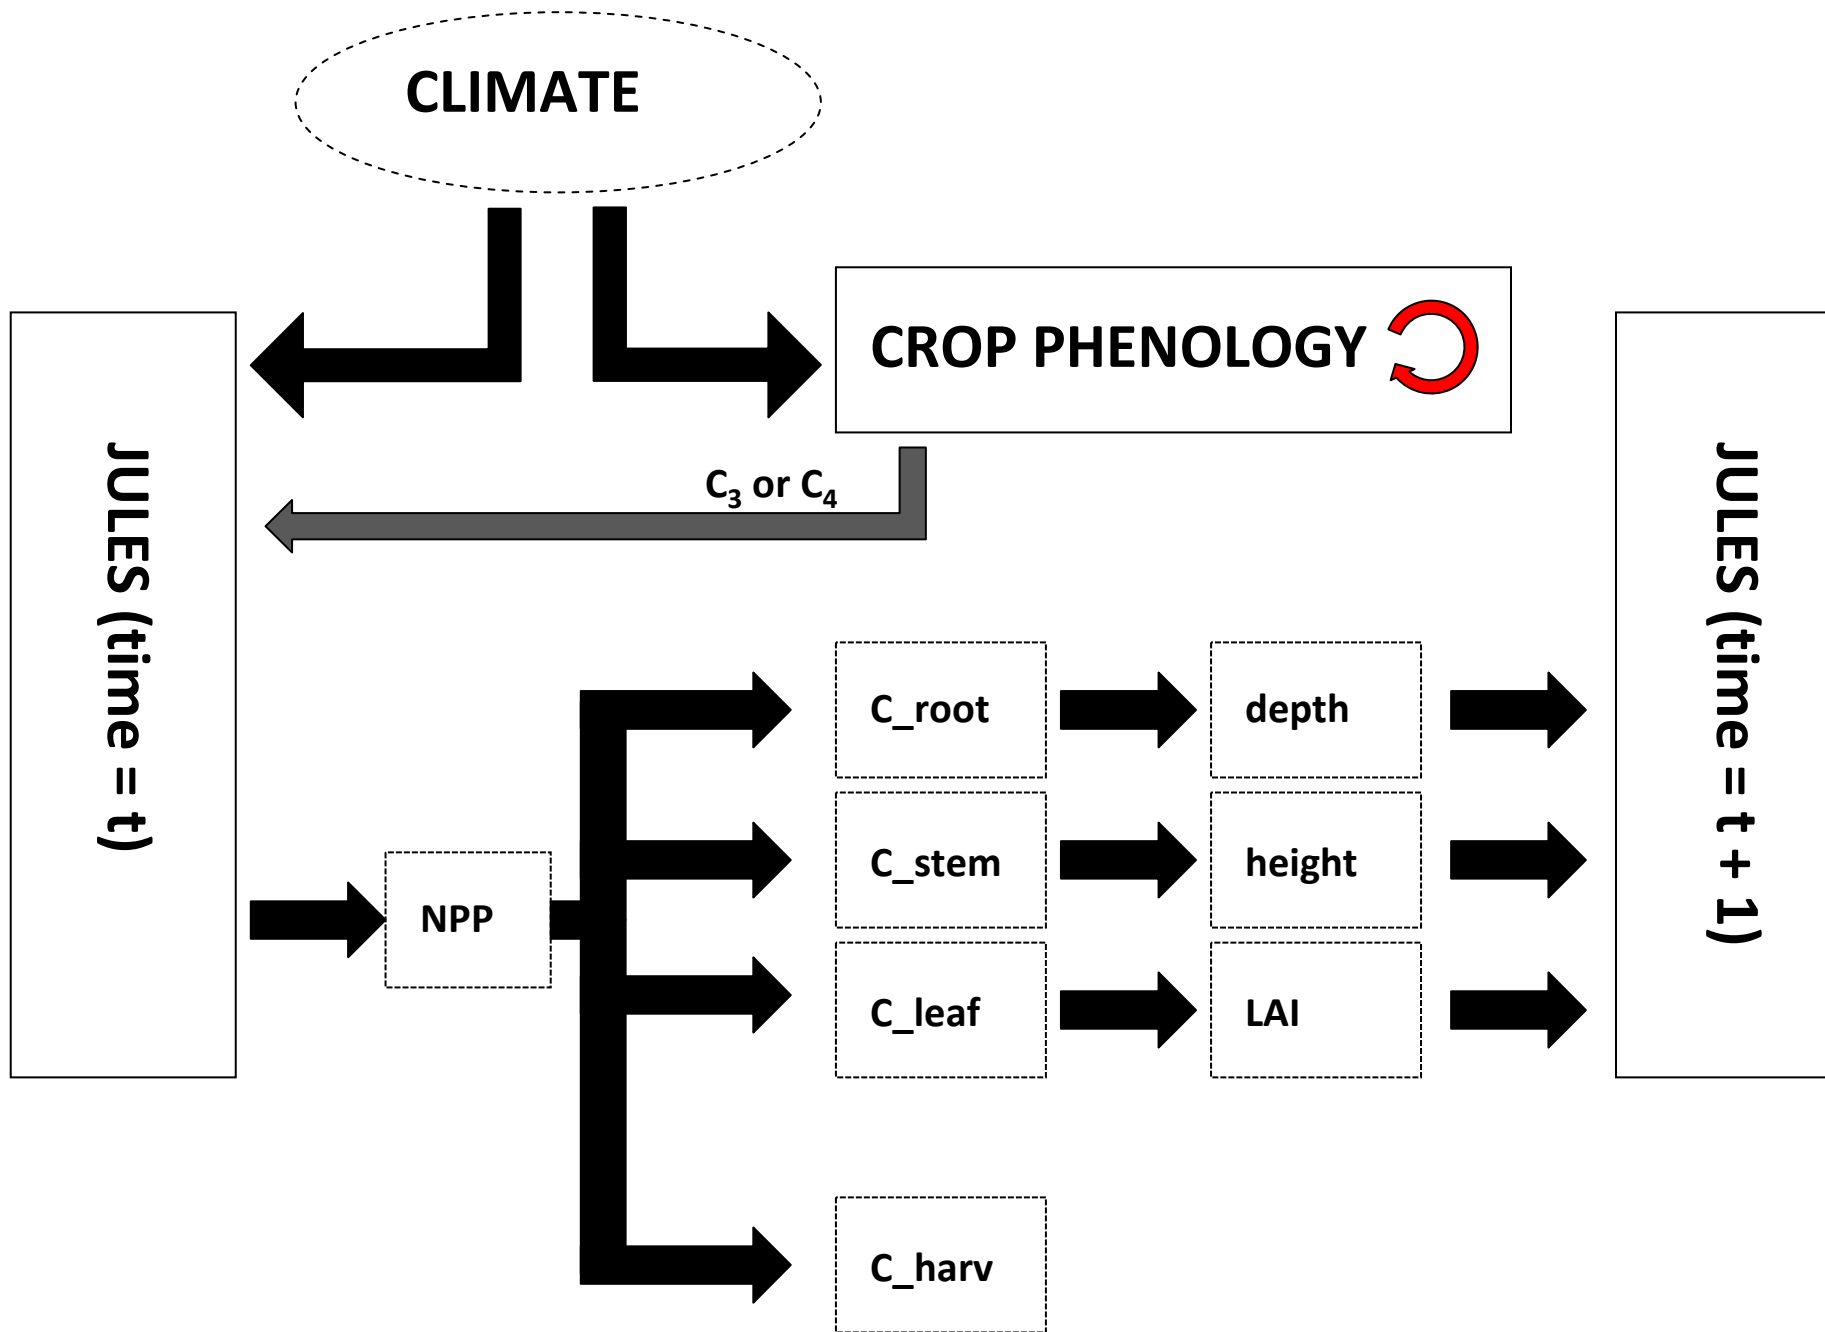 CLIMATE
CROP PHENOLOGY
JULES (time = t)
C₃ or C₄
JULES (time = t + 1)
C_root
depth
C_stem
height
NPP
C_leaf
LAI
C_harv